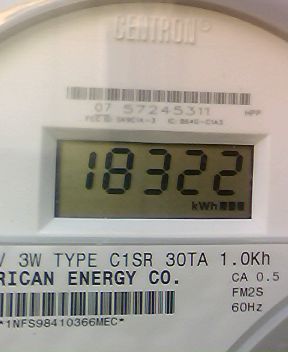 CENTRON®
07 57245311 HPP
18322
kWh
V 3W TYPE C1SR 30TA 1.0Kh
RICAN ENERGY CO. CA 0.5
FM2S
60Hz
*1NFS98410366MEC*